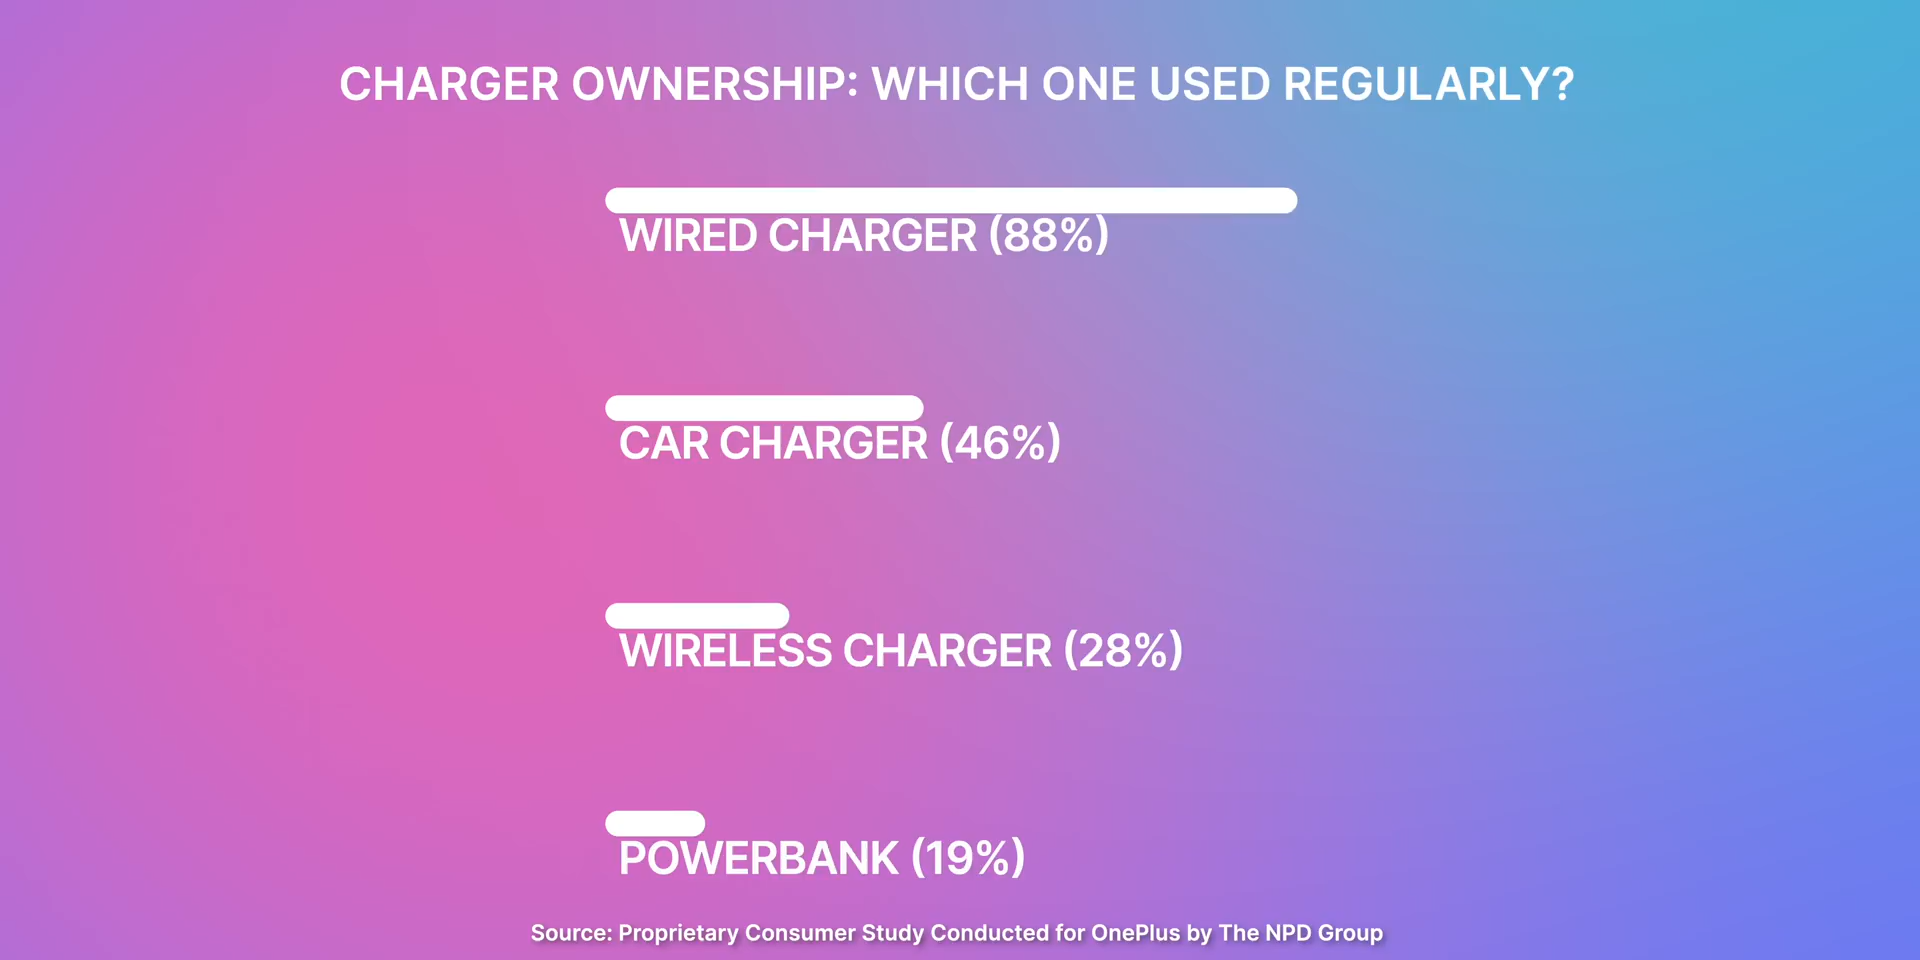 CHARGER OWNERSHIP: WHICH ONE USED REGULARLY?
WIRED CHARGER (88%)
CAR CHARGER (46%)
WIRELESS CHARGER (28%)
POWERBANK (19%)
Source: Proprietary Consumer Study Conducted for OnePlus by The NPD Group